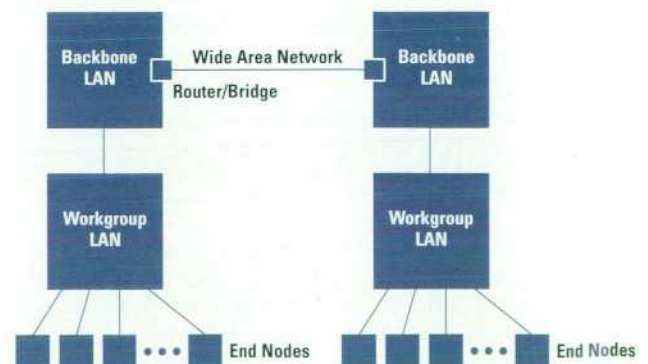 Backbone
LAN
Wide Area Network
Router/Bridge
Backbone
LAN
Workgroup
LAN
Workgroup
LAN
End Nodes
End Nodes